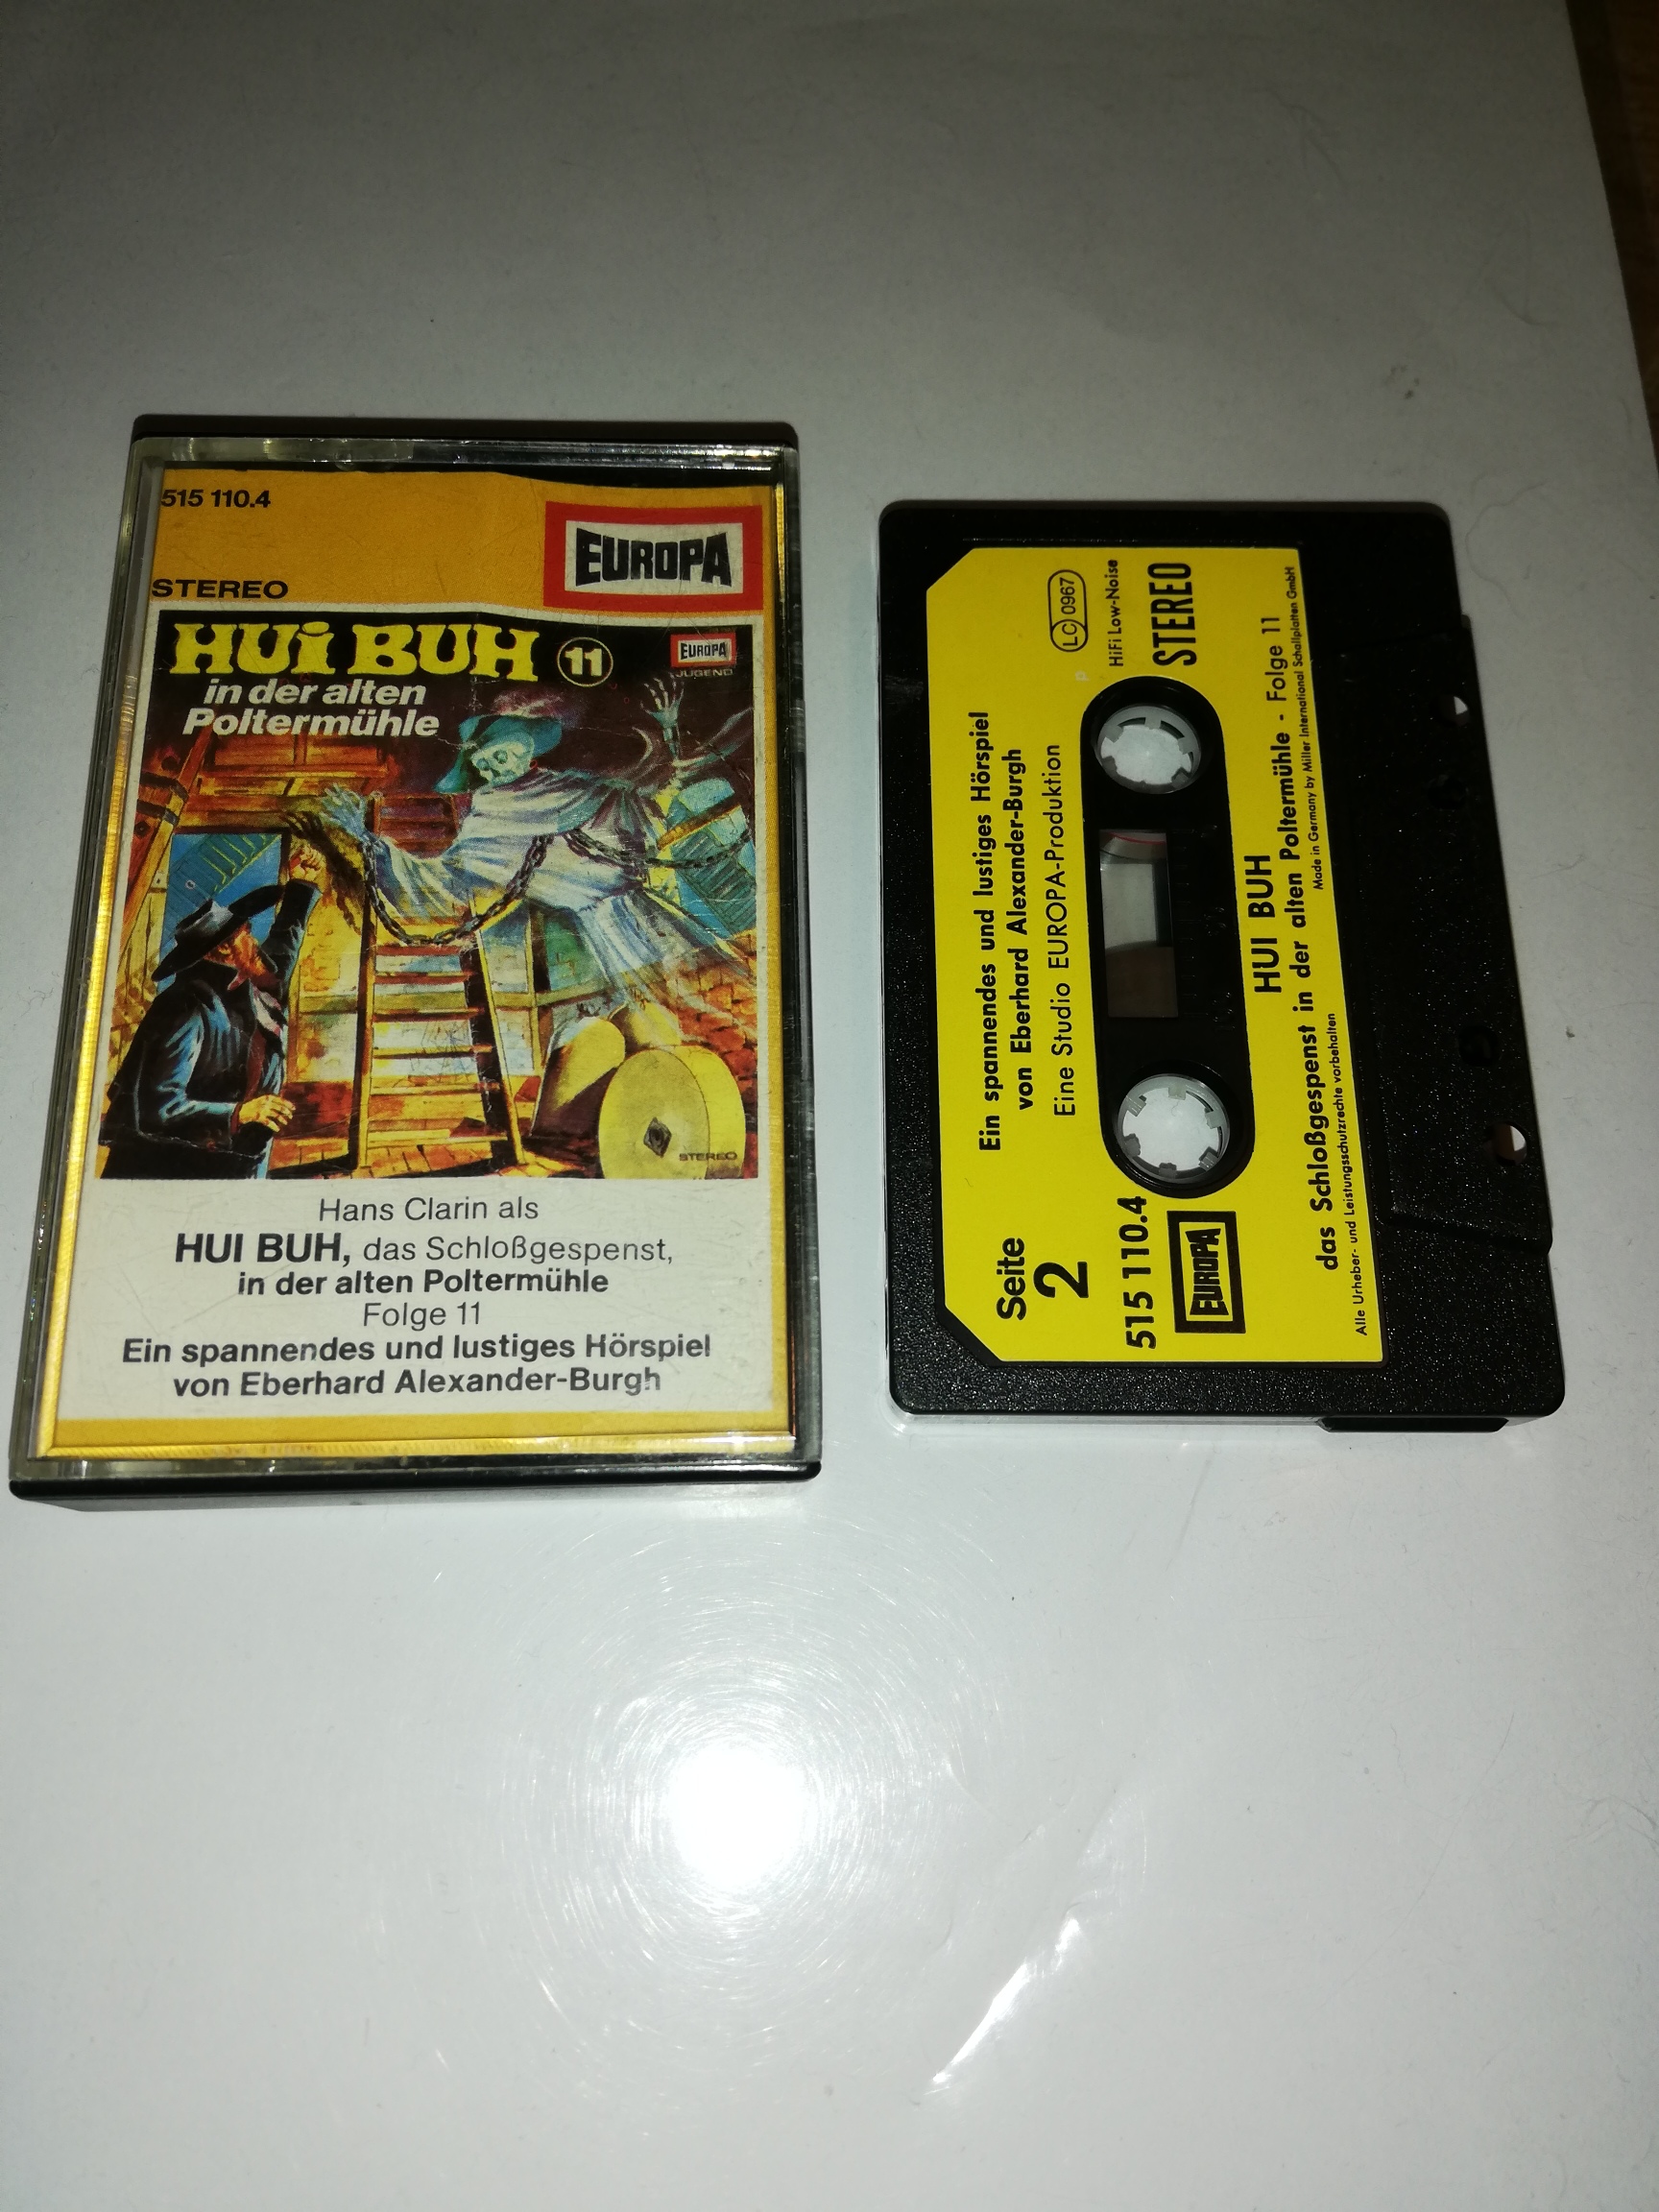 515 110.4
EUROPA
STEREO
HUi BUH 11
EUROPA
JUGEND
in der alten
Poltermühle
STEREO
Hans Clarin als
HUI BUH, das Schloßgespenst,
in der alten Poltermühle
Folge 11
Ein spannendes und lustiges Hörspiel
von Eberhard Alexander-Burgh
Ein spannendes und lustiges Hörspiel
von Eberhard Alexander-Burgh
Eine Studio EUROPA-Produktion
Seite
2
LC 0967
HiFi Low-Noise
STEREO
515 110.4
EUROPA
HUI BUH
das Schloßgespenst in der alten Poltermühle - Folge 11
Alle Urheber- und Leistungsschutzrechte vorbehalten
Made in Germany by Miller International Schallplatten GmbH